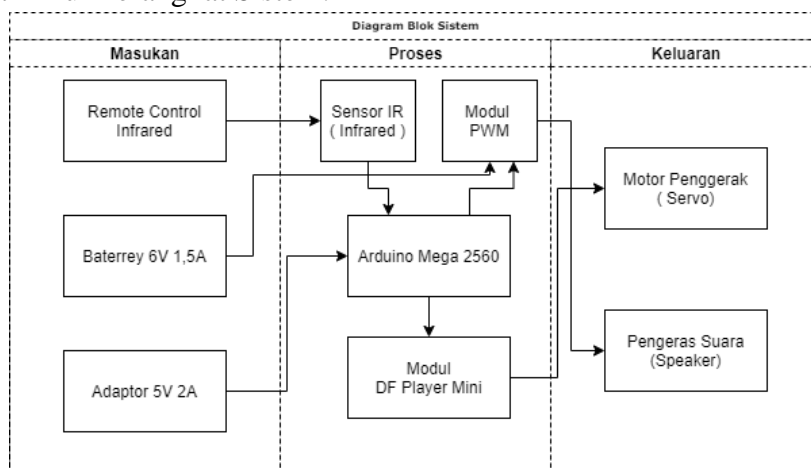 Diagram Blok Sistem
Masukan
Proses
Keluaran
Remote Control
Infrared
Sensor IR
( Infrared )
Modul
PWM
Motor Penggerak
( Servo)
Baterrey 6V 1,5A
Arduino Mega 2560
Pengeras Suara
(Speaker)
Adaptor 5V 2A
Modul
DF Player Mini